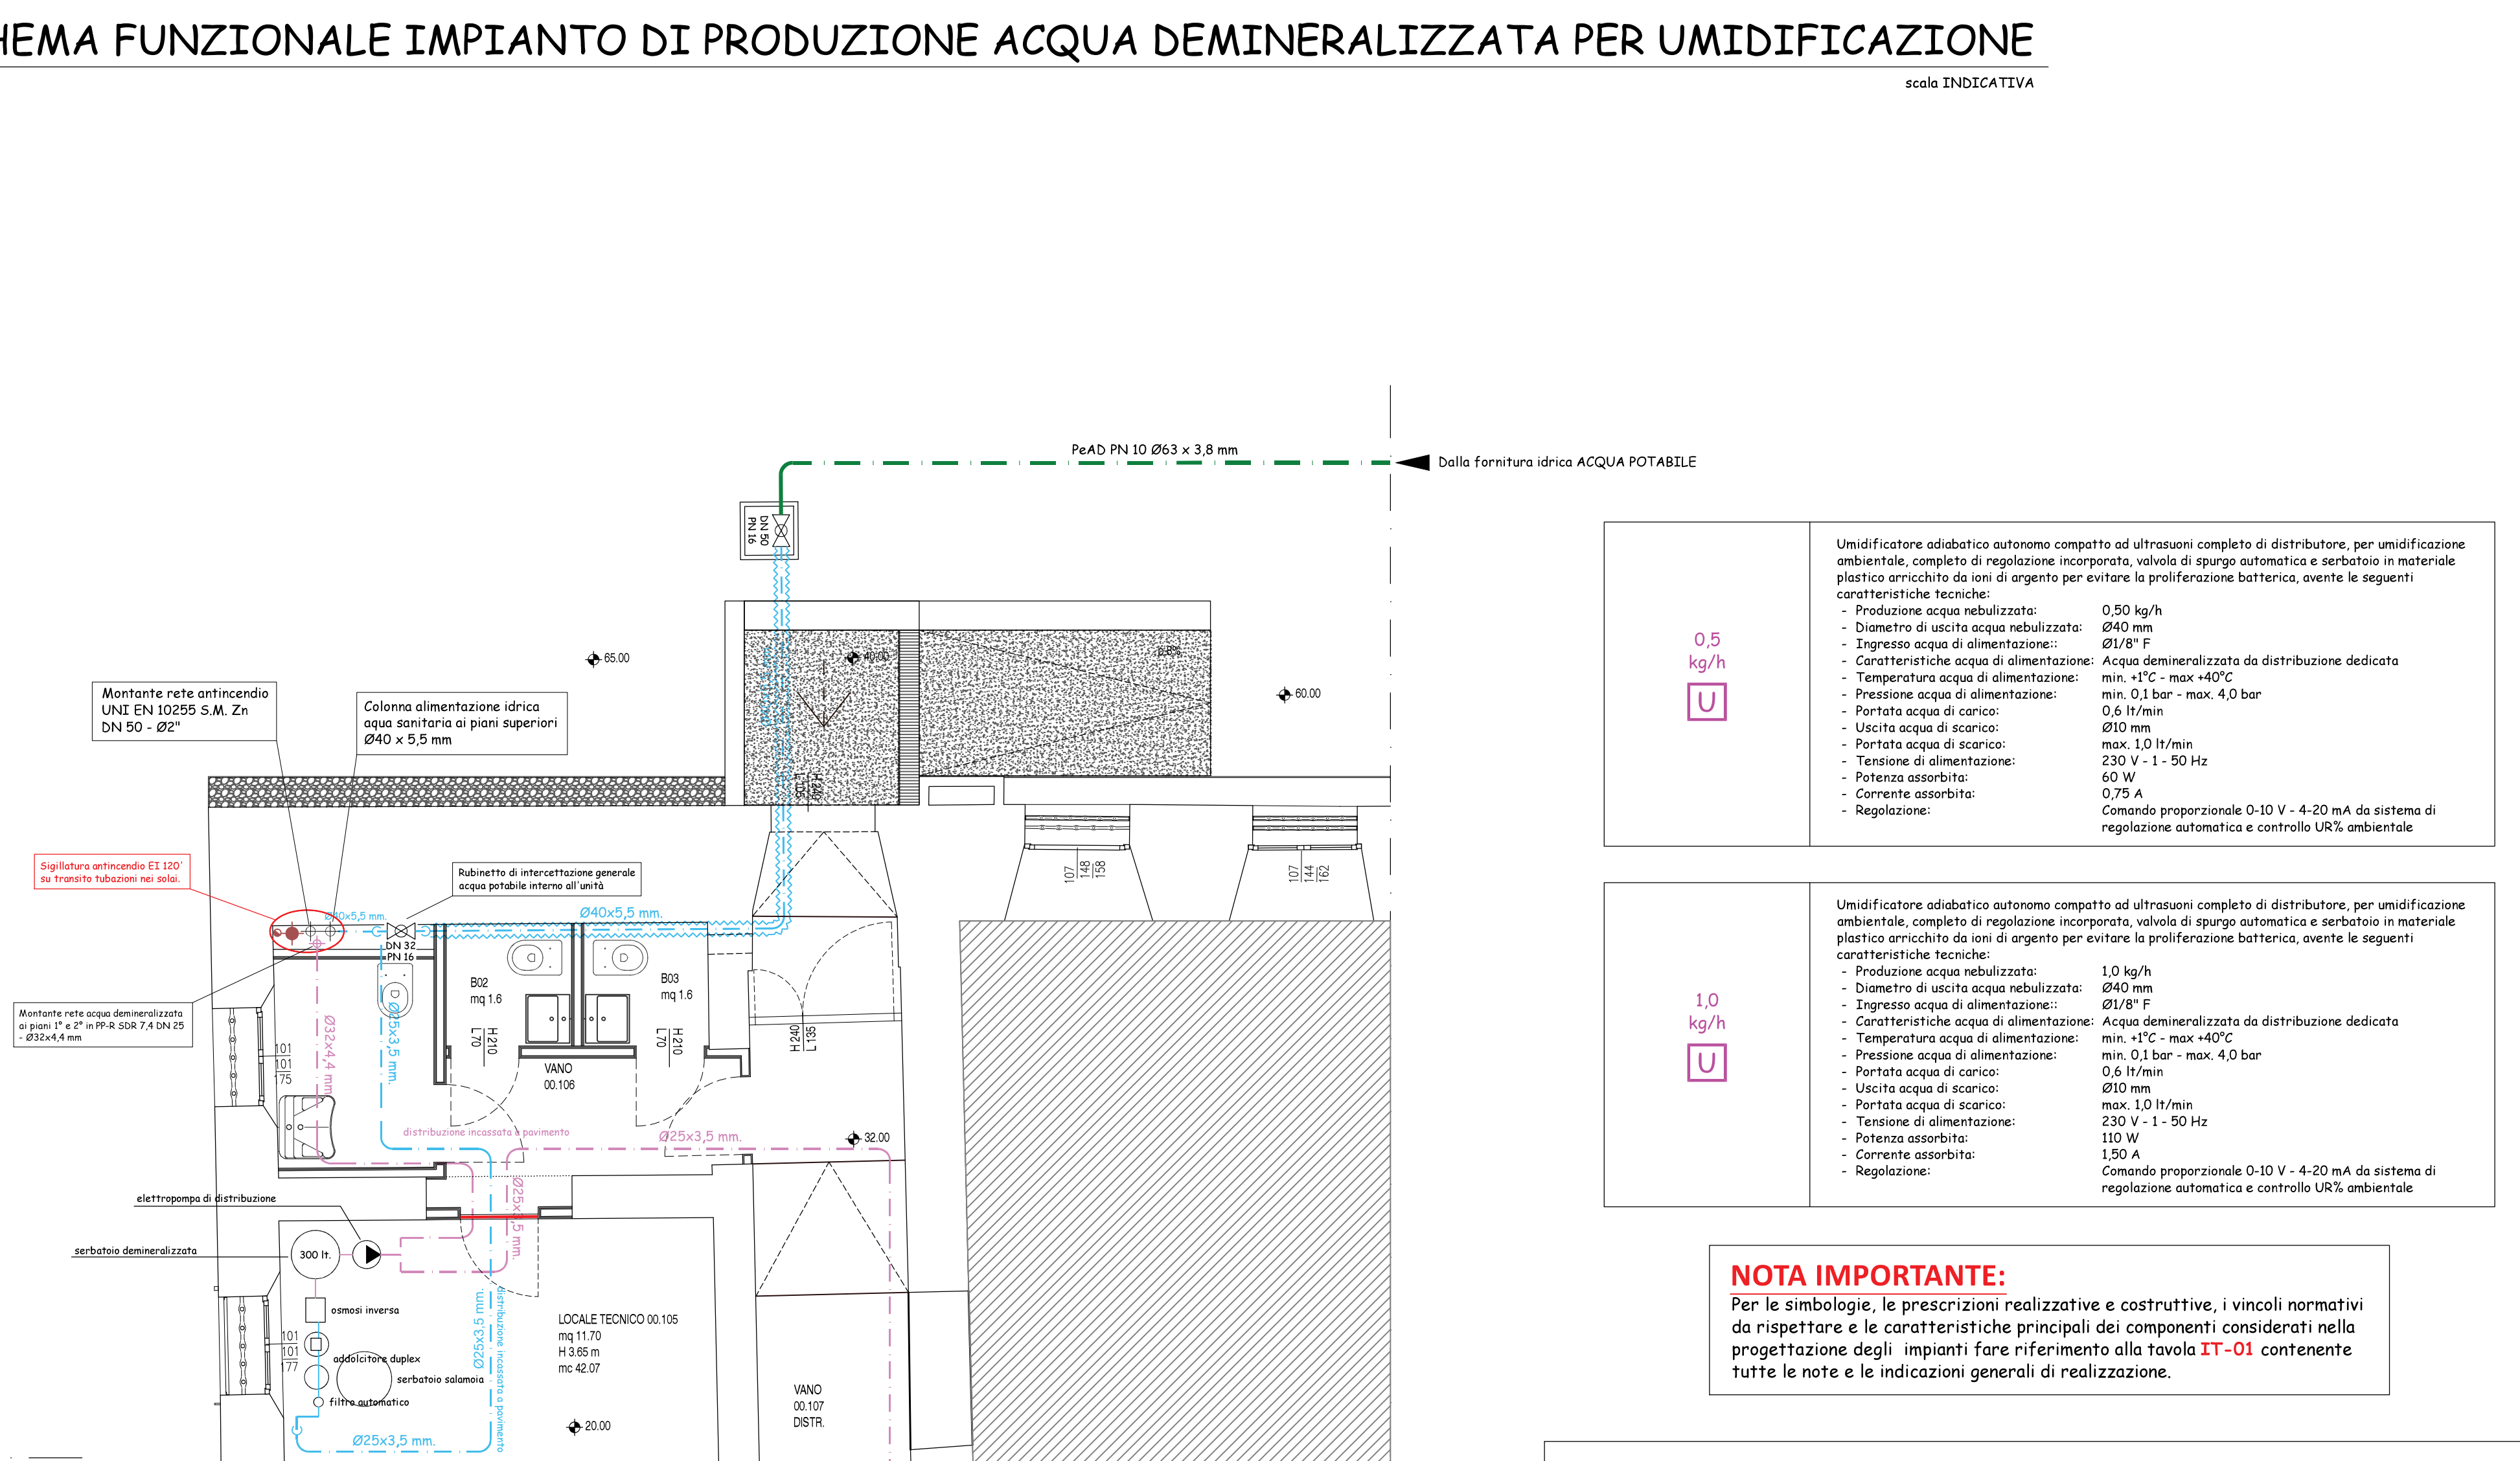 HEMA FUNZIONALE IMPIANTO DI PRODUZIONE ACQUA DEMINERALIZZATA PER UMIDIFICAZIONE
scala INDICATIVA
PeAD PN 10 Ø63 x 3,8 mm
Dalla fornitura idrica ACQUA POTABILE
DN 50
PN 16
65.00
40.00
6.8%
60.00
Montante rete antincendio
UNI EN 10255 S.M. Zn
DN 50 - Ø2"
Colonna alimentazione idrica
aqua sanitaria ai piani superiori
Ø40 x 5,5 mm
H 240
L 106
Sigillatura antincendio EI 120'
su transito tubazioni nei solai.
Rubinetto di intercettazione generale
acqua potabile interno all'unità
Ø40x5,5 mm.
Ø40x5,5 mm.
DN 32
PN 16
107
148
158
107
144
162
B02
mq 1.6
B03
mq 1.6
H 210
L 70
H 210
L 70
H 240
L 135
Montante rete acqua demineralizzata
ai piani 1° e 2° in PP-R SDR 7,4 DN 25
- Ø32x4,4 mm
Ø32x4,4 mm
Ø25x3,5 mm.
101
101
175
VANO
00.106
distribuzione incassata a pavimento
Ø25x3,5 mm.
32.00
Ø25x3,5 mm.
elettropompa di distribuzione
serbatoio demineralizzata
300 lt.
osmosi inversa
101
101
177
addolcitore duplex
serbatoio salamoia
filtro automatico
Ø25x3,5 mm.
Ø25x3,5 mm.
distribuzione incassata a pavimento
LOCALE TECNICO 00.105
mq 11.70
H 3.65 m
mc 42.07
20.00
VANO
00.107
DISTR.
0,5
kg/h
U
Umidificatore adiabatico autonomo compatto ad ultrasuoni completo di distributore, per umidificazione
ambientale, completo di regolazione incorporata, valvola di spurgo automatica e serbatoio in materiale
plastico arricchito da ioni di argento per evitare la proliferazione batterica, avente le seguenti
caratteristiche tecniche:
- Produzione acqua nebulizzata: 0,50 kg/h
- Diametro di uscita acqua nebulizzata: Ø40 mm
- Ingresso acqua di alimentazione:: Ø1/8" F
- Caratteristiche acqua di alimentazione: Acqua demineralizzata da distribuzione dedicata
- Temperatura acqua di alimentazione: min. +1°C - max +40°C
- Pressione acqua di alimentazione: min. 0,1 bar - max. 4,0 bar
- Portata acqua di carico: 0,6 lt/min
- Uscita acqua di scarico: Ø10 mm
- Portata acqua di scarico: max. 1,0 lt/min
- Tensione di alimentazione: 230 V - 1 - 50 Hz
- Potenza assorbita: 60 W
- Corrente assorbita: 0,75 A
- Regolazione: Comando proporzionale 0-10 V - 4-20 mA da sistema di
regolazione automatica e controllo UR% ambientale
1,0
kg/h
U
Umidificatore adiabatico autonomo compatto ad ultrasuoni completo di distributore, per umidificazione
ambientale, completo di regolazione incorporata, valvola di spurgo automatica e serbatoio in materiale
plastico arricchito da ioni di argento per evitare la proliferazione batterica, avente le seguenti
caratteristiche tecniche:
- Produzione acqua nebulizzata: 1,0 kg/h
- Diametro di uscita acqua nebulizzata: Ø40 mm
- Ingresso acqua di alimentazione:: Ø1/8" F
- Caratteristiche acqua di alimentazione: Acqua demineralizzata da distribuzione dedicata
- Temperatura acqua di alimentazione: min. +1°C - max +40°C
- Pressione acqua di alimentazione: min. 0,1 bar - max. 4,0 bar
- Portata acqua di carico: 0,6 lt/min
- Uscita acqua di scarico: Ø10 mm
- Portata acqua di scarico: max. 1,0 lt/min
- Tensione di alimentazione: 230 V - 1 - 50 Hz
- Potenza assorbita: 110 W
- Corrente assorbita: 1,50 A
- Regolazione: Comando proporzionale 0-10 V - 4-20 mA da sistema di
regolazione automatica e controllo UR% ambientale
NOTA IMPORTANTE:
Per le simbologie, le prescrizioni realizzative e costruttive, i vincoli normativi
da rispettare e le caratteristiche principali dei componenti considerati nella
progettazione degli impianti fare riferimento alla tavola IT-01 contenente
tutte le note e le indicazioni generali di realizzazione.